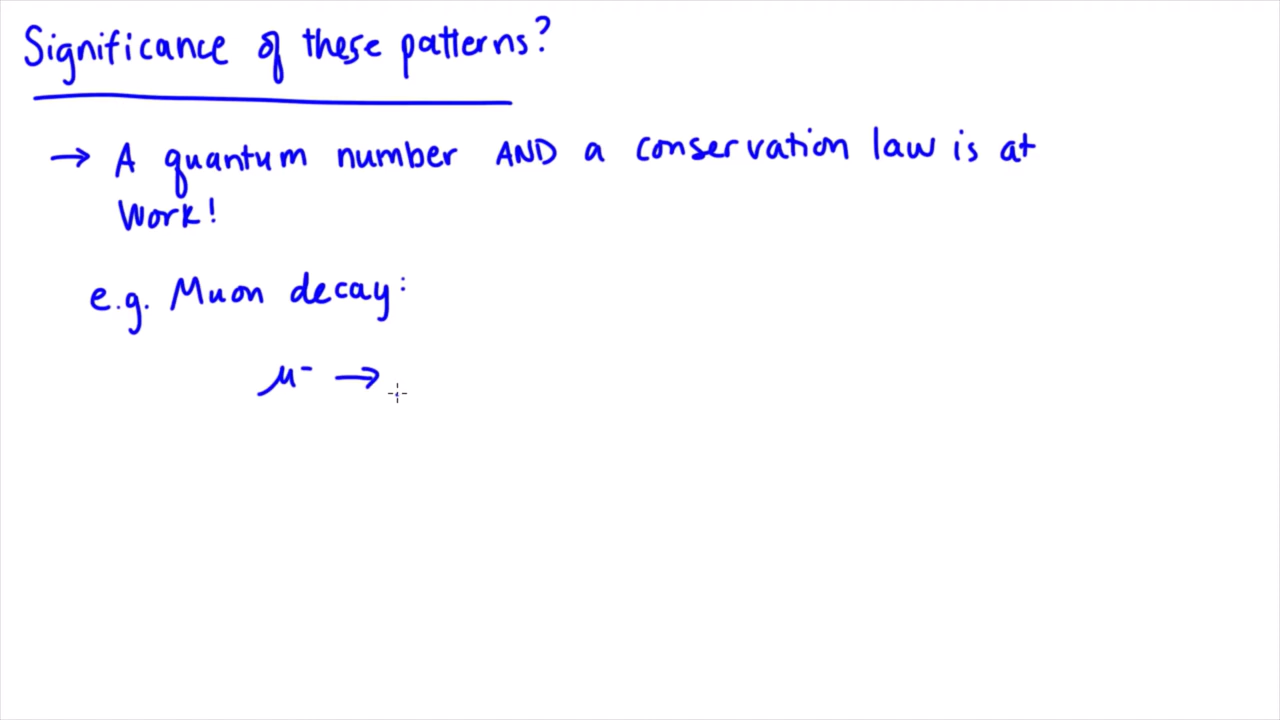 Significance of these patterns?
→ A quantum number AND a conservation law is at
work!
e.g. Muon decay:
μ⁻ →